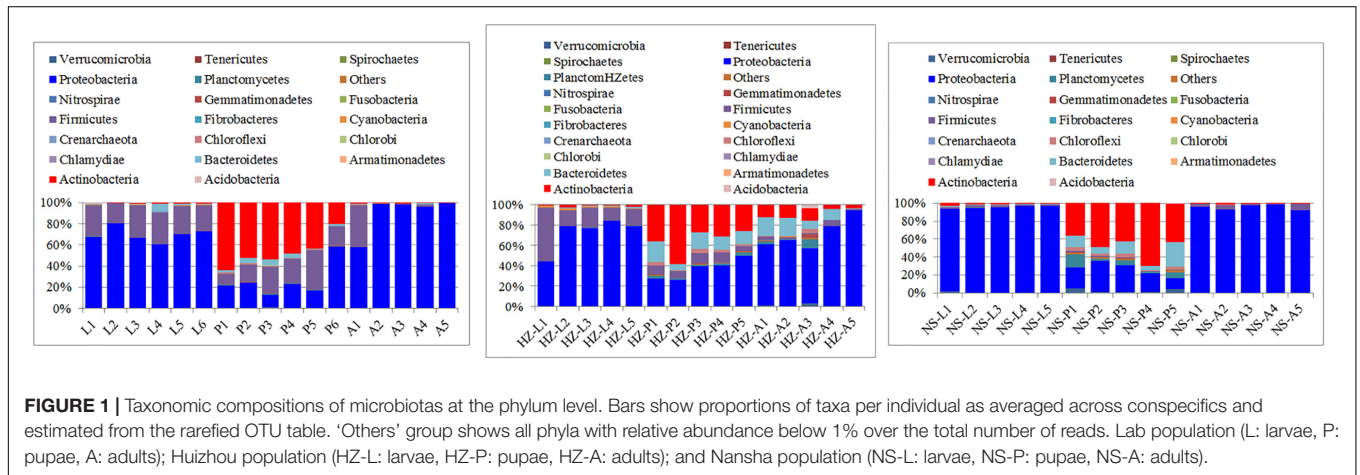 Verrucomicrobia Tenericutes Spirochaetes
Proteobacteria Planctomycetes Others
Nitrospirae Gemmatimonadetes Fusobacteria
Firmicutes Fibrobacteres Cyanobacteria
Crenarchaeota Chloroflexi Chlorobi
Chlamydiae Bacteroidetes Armatimonadetes
Actinobacteria Acidobacteria
100%
80%
60%
40%
20%
0%
L1 L2 L3 L4 L5 L6 P1 P2 P3 P4 P5 P6 A1 A2 A3 A4 A5
Verrucomicrobia Tenericutes
Spirochaetes Proteobacteria
PlanctomHZetes Others
Nitrospirae Gemmatimonadetes
Fusobacteria Firmicutes
Fibrobacteres Cyanobacteria
Crenarchaeota Chloroflexi
Chlorobi Chlamydiae
Bacteroidetes Armatimonadetes
Actinobacteria Acidobacteria
100%
80%
60%
40%
20%
0%
HZ-L1 HZ-L2 HZ-L3 HZ-L4 HZ-L5 HZ-P1 HZ-P2 HZ-P3 HZ-P4 HZ-P5 HZ-A1 HZ-A2 HZ-A3 HZ-A4 HZ-A5
Verrucomicrobia Tenericutes Spirochaetes
Proteobacteria Planctomycetes Others
Nitrospirae Gemmatimonadetes Fusobacteria
Firmicutes Fibrobacteres Cyanobacteria
Crenarchaeota Chloroflexi Chlorobi
Chlamydiae Bacteroidetes Armatimonadetes
Actinobacteria Acidobacteria
100%
80%
60%
40%
20%
0%
NS-L1 NS-L2 NS-L3 NS-L4 NS-L5 NS-P1 NS-P2 NS-P3 NS-P4 NS-P5 NS-A1 NS-A2 NS-A3 NS-A4 NS-A5
FIGURE 1 | Taxonomic compositions of microbiotas at the phylum level. Bars show proportions of taxa per individual as averaged across conspecifics and
estimated from the rarefied OTU table. ‘Others’ group shows all phyla with relative abundance below 1% over the total number of reads. Lab population (L: larvae, P:
pupae, A: adults); Huizhou population (HZ-L: larvae, HZ-P: pupae, HZ-A: adults); and Nansha population (NS-L: larvae, NS-P: pupae, NS-A: adults).